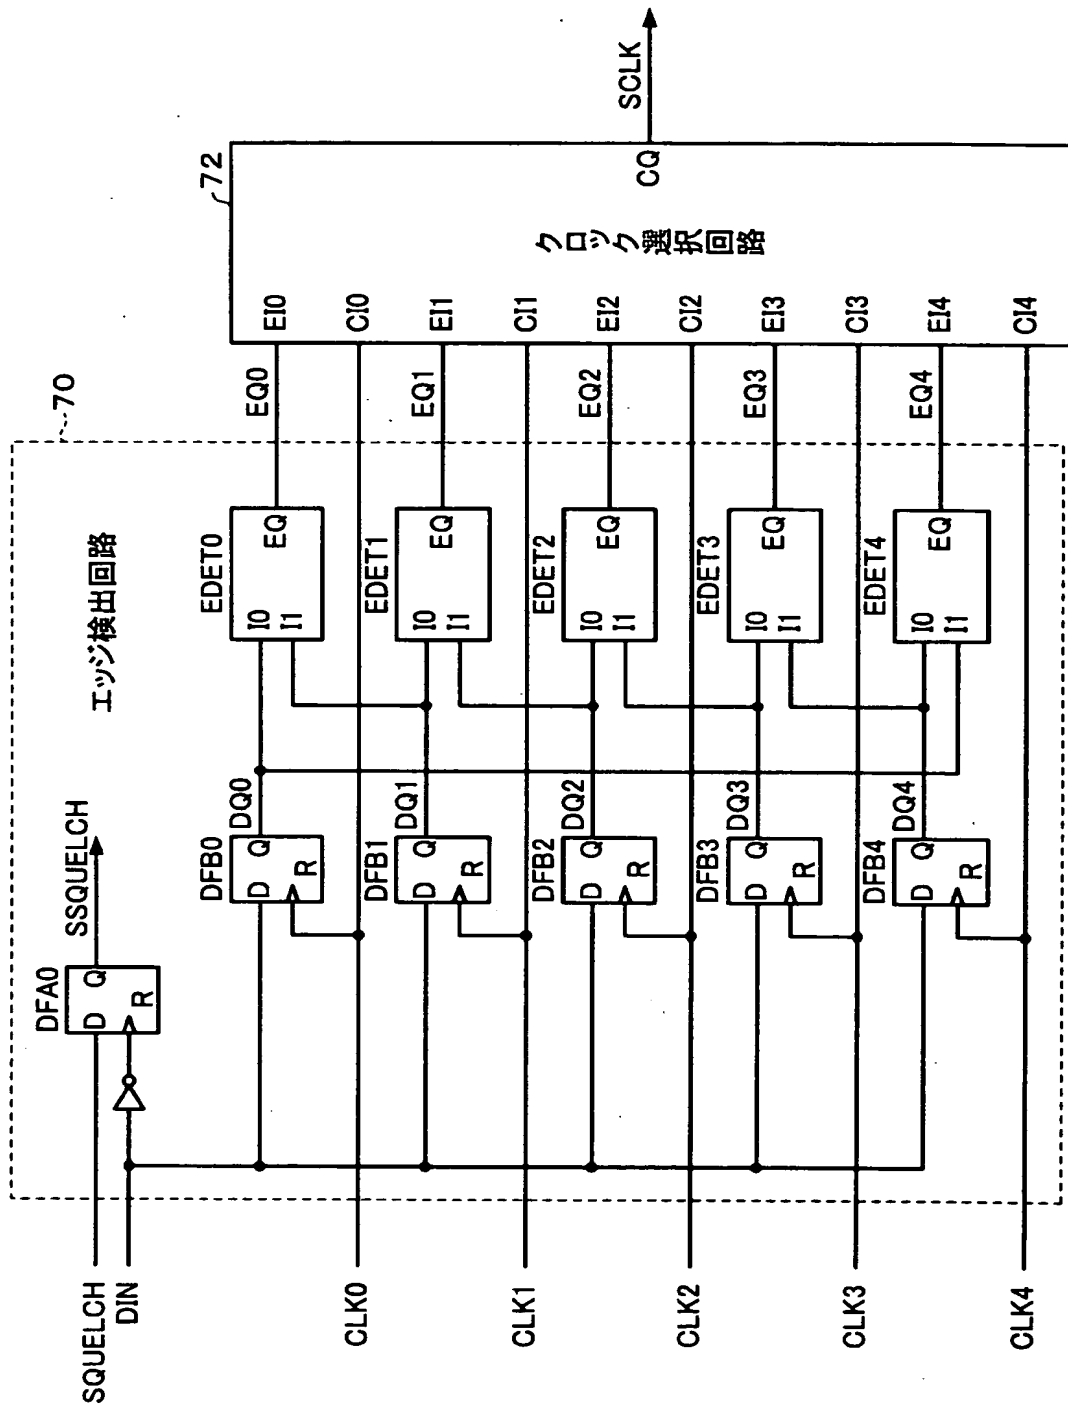 SQUELCH
DIN
DFA0
D Q
R
SSQUELCH
エッジ検出回路
70
72
クロック選択回路
CQ
SCLK
DFB0
D Q
R
DQ0
EDET0
I0
I1
EQ
EQ0
EI0
CLK0
CI0
DFB1
D Q
R
DQ1
EDET1
I0
I1
EQ
EQ1
EI1
CLK1
CI1
DFB2
D Q
R
DQ2
EDET2
I0
I1
EQ
EQ2
EI2
CLK2
CI2
DFB3
D Q
R
DQ3
EDET3
I0
I1
EQ
EQ3
EI3
CLK3
CI3
DFB4
D Q
R
DQ4
EDET4
I0
I1
EQ
EQ4
EI4
CLK4
CI4